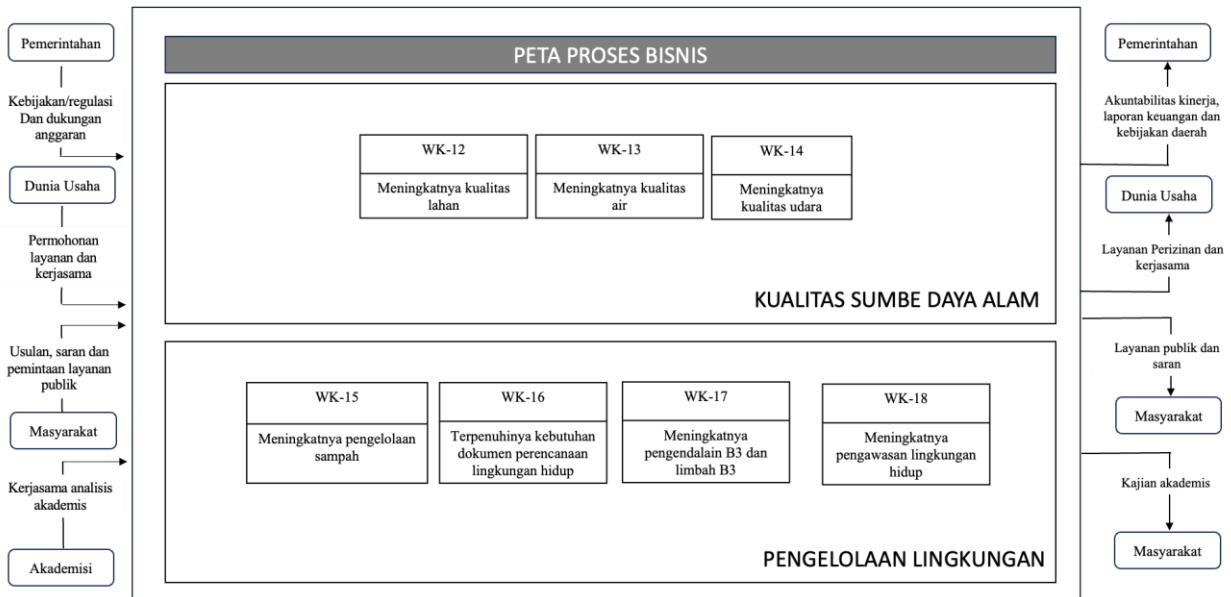 Pemerintahan
Kebijakan/regulasi
Dan dukungan
anggaran
Dunia Usaha
Permohonan
layanan dan
kerjasama
Usulan, saran dan
pemintaan layanan
publik
Masyarakat
Kerjasama analisis
akademis
Akademisi
PETA PROSES BISNIS
WK-12
Meningkatnya kualitas
lahan
WK-13
Meningkatnya kualitas
air
WK-14
Meningkatnya
kualitas udara
KUALITAS SUMBE DAYA ALAM
WK-15
Meningkatnya pengelolaan
sampah
WK-16
Terpenuhinya kebutuhan
dokumen perencanaan
lingkungan hidup
WK-17
Meningkatnya
pengendalain B3 dan
limbah B3
WK-18
Meningkatnya
pengawasan lingkungan
hidup
PENGELOLAAN LINGKUNGAN
Pemerintahan
Akuntabilitas kinerja,
laporan keuangan dan
kebijakan daerah
Dunia Usaha
Layanan Perizinan dan
kerjasama
Layanan publik dan
saran
Masyarakat
Kajian akademis
Masyarakat